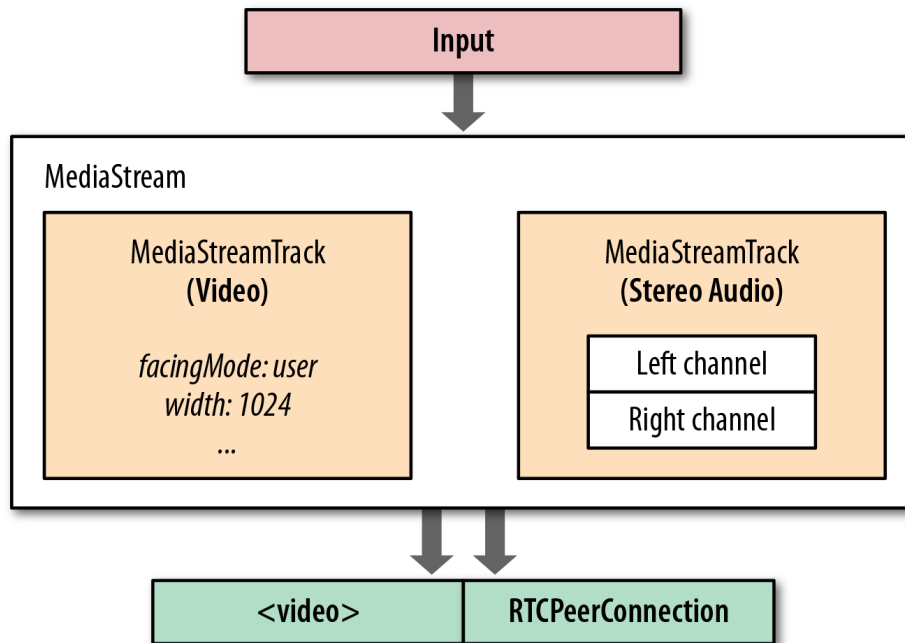 Input
MediaStream
MediaStreamTrack
(Video)
facingMode: user
width: 1024
...
MediaStreamTrack
(Stereo Audio)
Left channel
Right channel
<video>
RTCPeerConnection